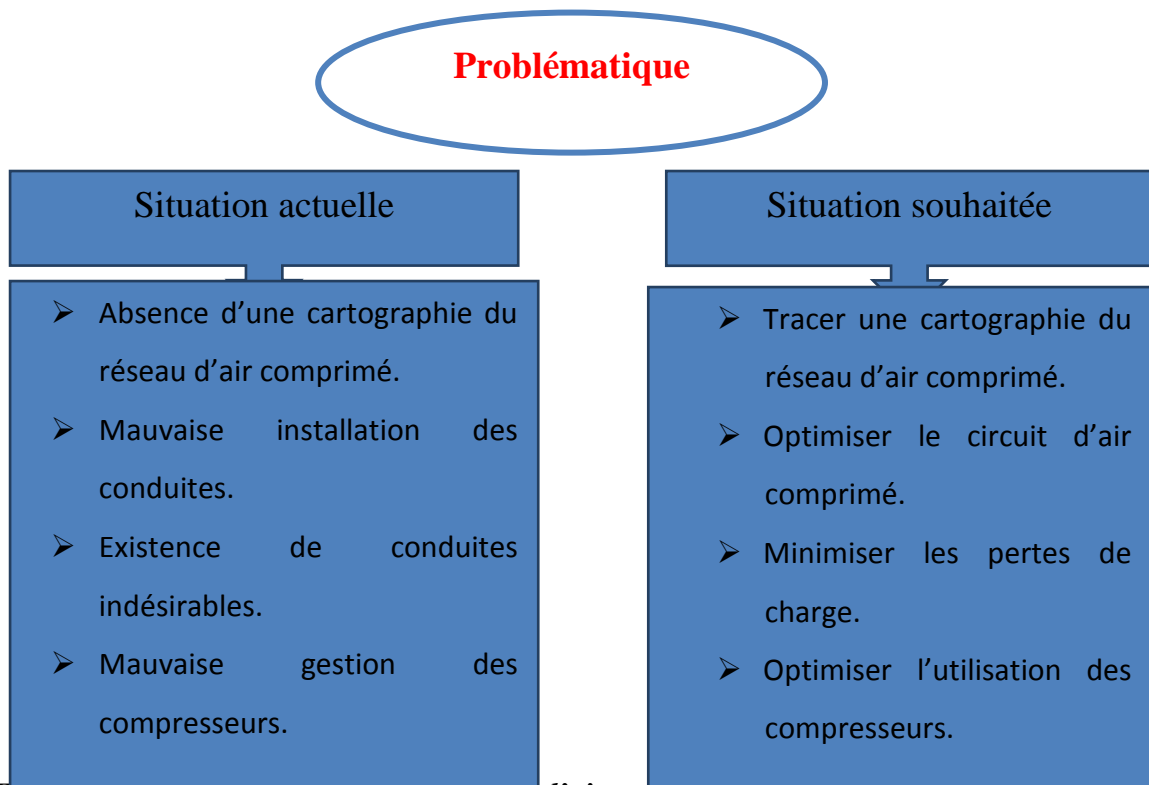 Problématique
Situation actuelle
➢ Absence d’une cartographie du
réseau d’air comprimé.
➢ Mauvaise installation des
conduites.
➢ Existence de conduites
indésirables.
➢ Mauvaise gestion des
compresseurs.
Situation souhaitée
➢ Tracer une cartographie du
réseau d’air comprimé.
➢ Optimiser le circuit d’air
comprimé.
➢ Minimiser les pertes de
charge.
➢ Optimiser l’utilisation des
compresseurs.